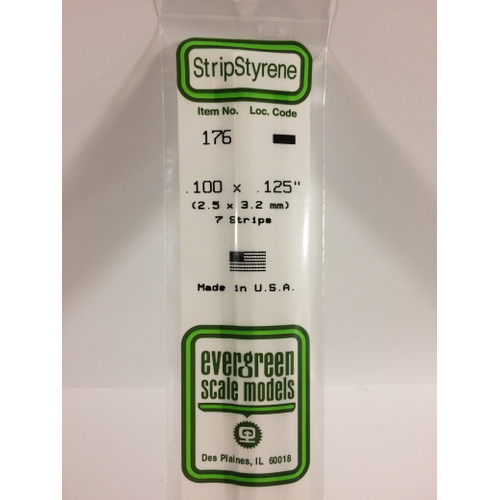 StripStyrene
Item No. Loc. Code
176
.100 x .125"
(2.5 x 3.2 mm)
7 Strips
Made in U.S.A.
evergreen
scale models
Des Plaines, IL 60018